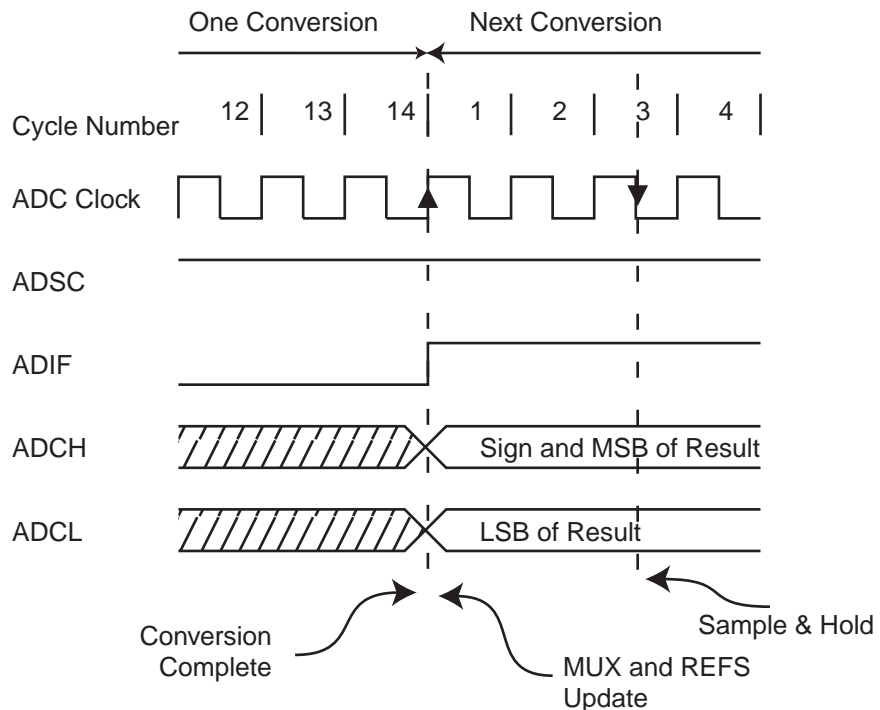 One Conversion Next Conversion
Cycle Number 12 13 14 1 2 3 4
ADC Clock
ADSC
ADIF
ADCH Sign and MSB of Result
ADCL LSB of Result
Conversion
Complete
MUX and REFS
Update
Sample & Hold